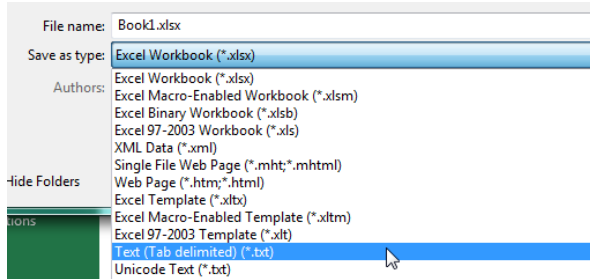 File name: Book1.xlsx
Save as type: Excel Workbook (*.xlsx)
Authors:
Excel Workbook (*.xlsx)
Excel Macro-Enabled Workbook (*.xlsm)
Excel Binary Workbook (*.xlsb)
Excel 97-2003 Workbook (*.xls)
XML Data (*.xml)
Single File Web Page (*.mht;*.mhtml)
Hide Folders
Web Page (*.htm;*.html)
Excel Template (*.xltx)
Excel Macro-Enabled Template (*.xltm)
tions
Excel 97-2003 Template (*.xlt)
Text (Tab delimited) (*.txt)
Unicode Text (*.txt)